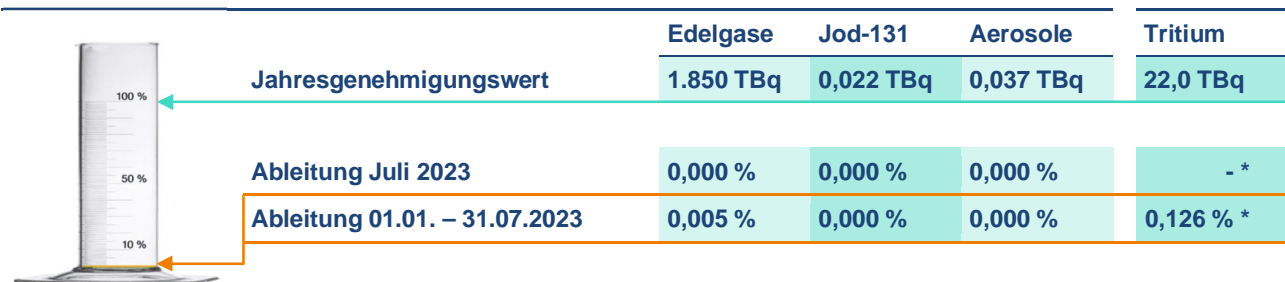 Edelgase Jod-131 Aerosole Tritium
Jahresgenehmigungswert 1.850 TBq 0,022 TBq 0,037 TBq 22,0 TBq
100 %
Ableitung Juli 2023 0,000 % 0,000 % 0,000 % - *
50 %
Ableitung 01.01. – 31.07.2023 0,005 % 0,000 % 0,000 % 0,126 % *
10 %